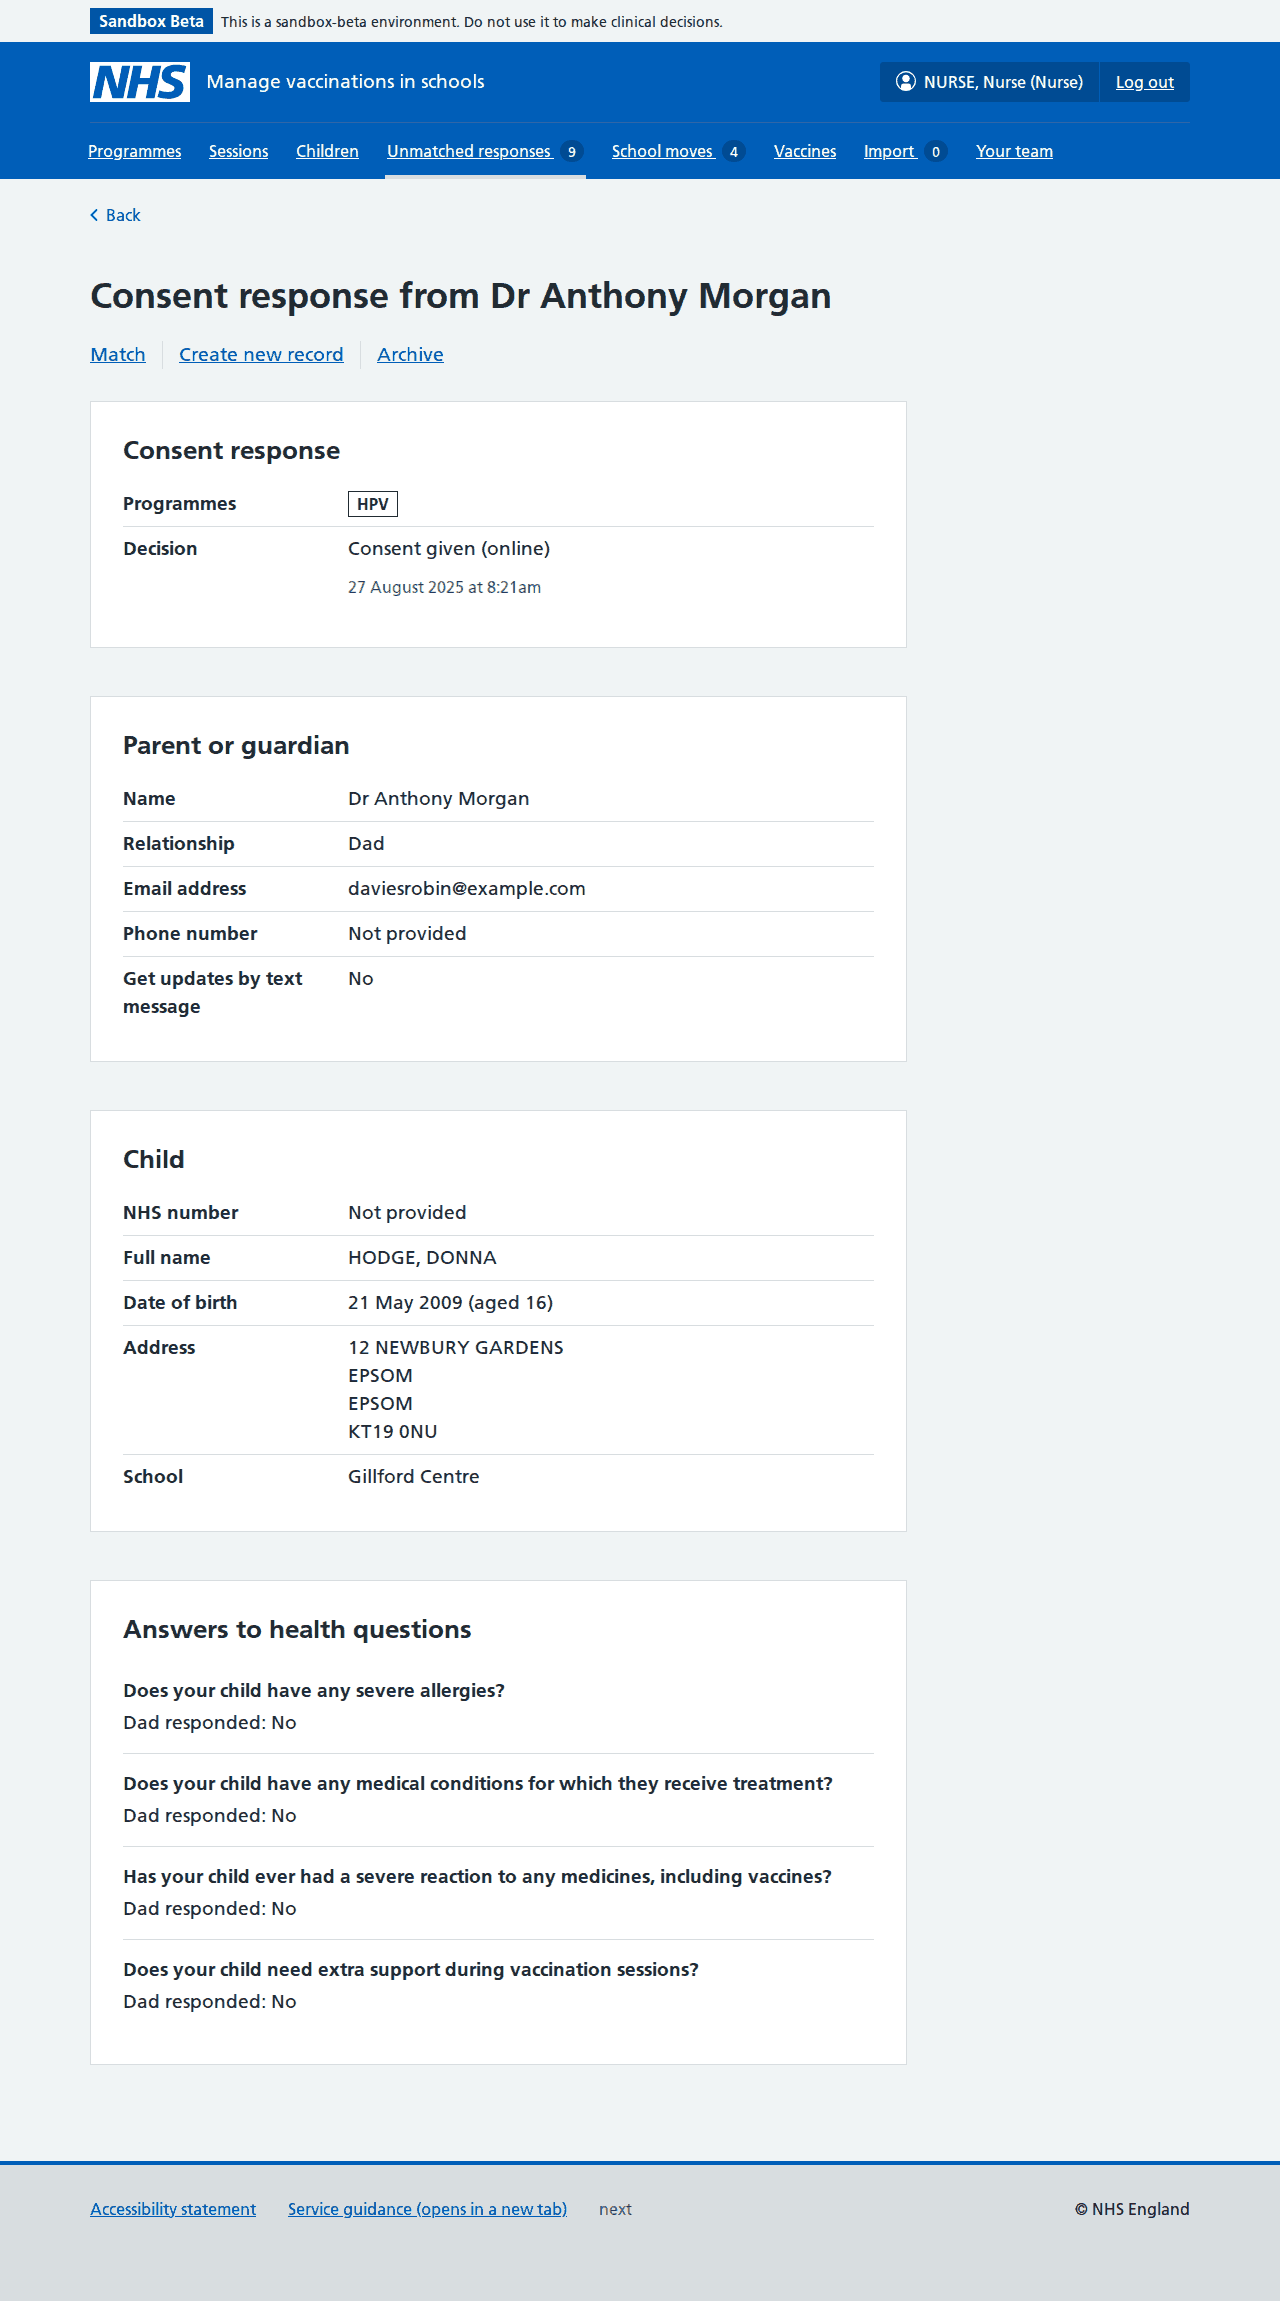 Sandbox Beta This is a sandbox-beta environment. Do not use it to make clinical decisions.
NHS Manage vaccinations in schools NURSE, Nurse (Nurse) Log out
Programmes Sessions Children Unmatched responses 9 School moves 4 Vaccines Import 0 Your team
Back
Consent response from Dr Anthony Morgan
Match Create new record Archive
Consent response
Programmes HPV
Decision Consent given (online)
27 August 2025 at 8:21am
Parent or guardian
Name Dr Anthony Morgan
Relationship Dad
Email address daviesrobin@example.com
Phone number Not provided
Get updates by text No
message
Child
NHS number Not provided
Full name HODGE, DONNA
Date of birth 21 May 2009 (aged 16)
Address 12 NEWBURY GARDENS
EPSOM
EPSOM
KT19 0NU
School Gillford Centre
Answers to health questions
Does your child have any severe allergies?
Dad responded: No
Does your child have any medical conditions for which they receive treatment?
Dad responded: No
Has your child ever had a severe reaction to any medicines, including vaccines?
Dad responded: No
Does your child need extra support during vaccination sessions?
Dad responded: No
Accessibility statement Service guidance (opens in a new tab) next © NHS England